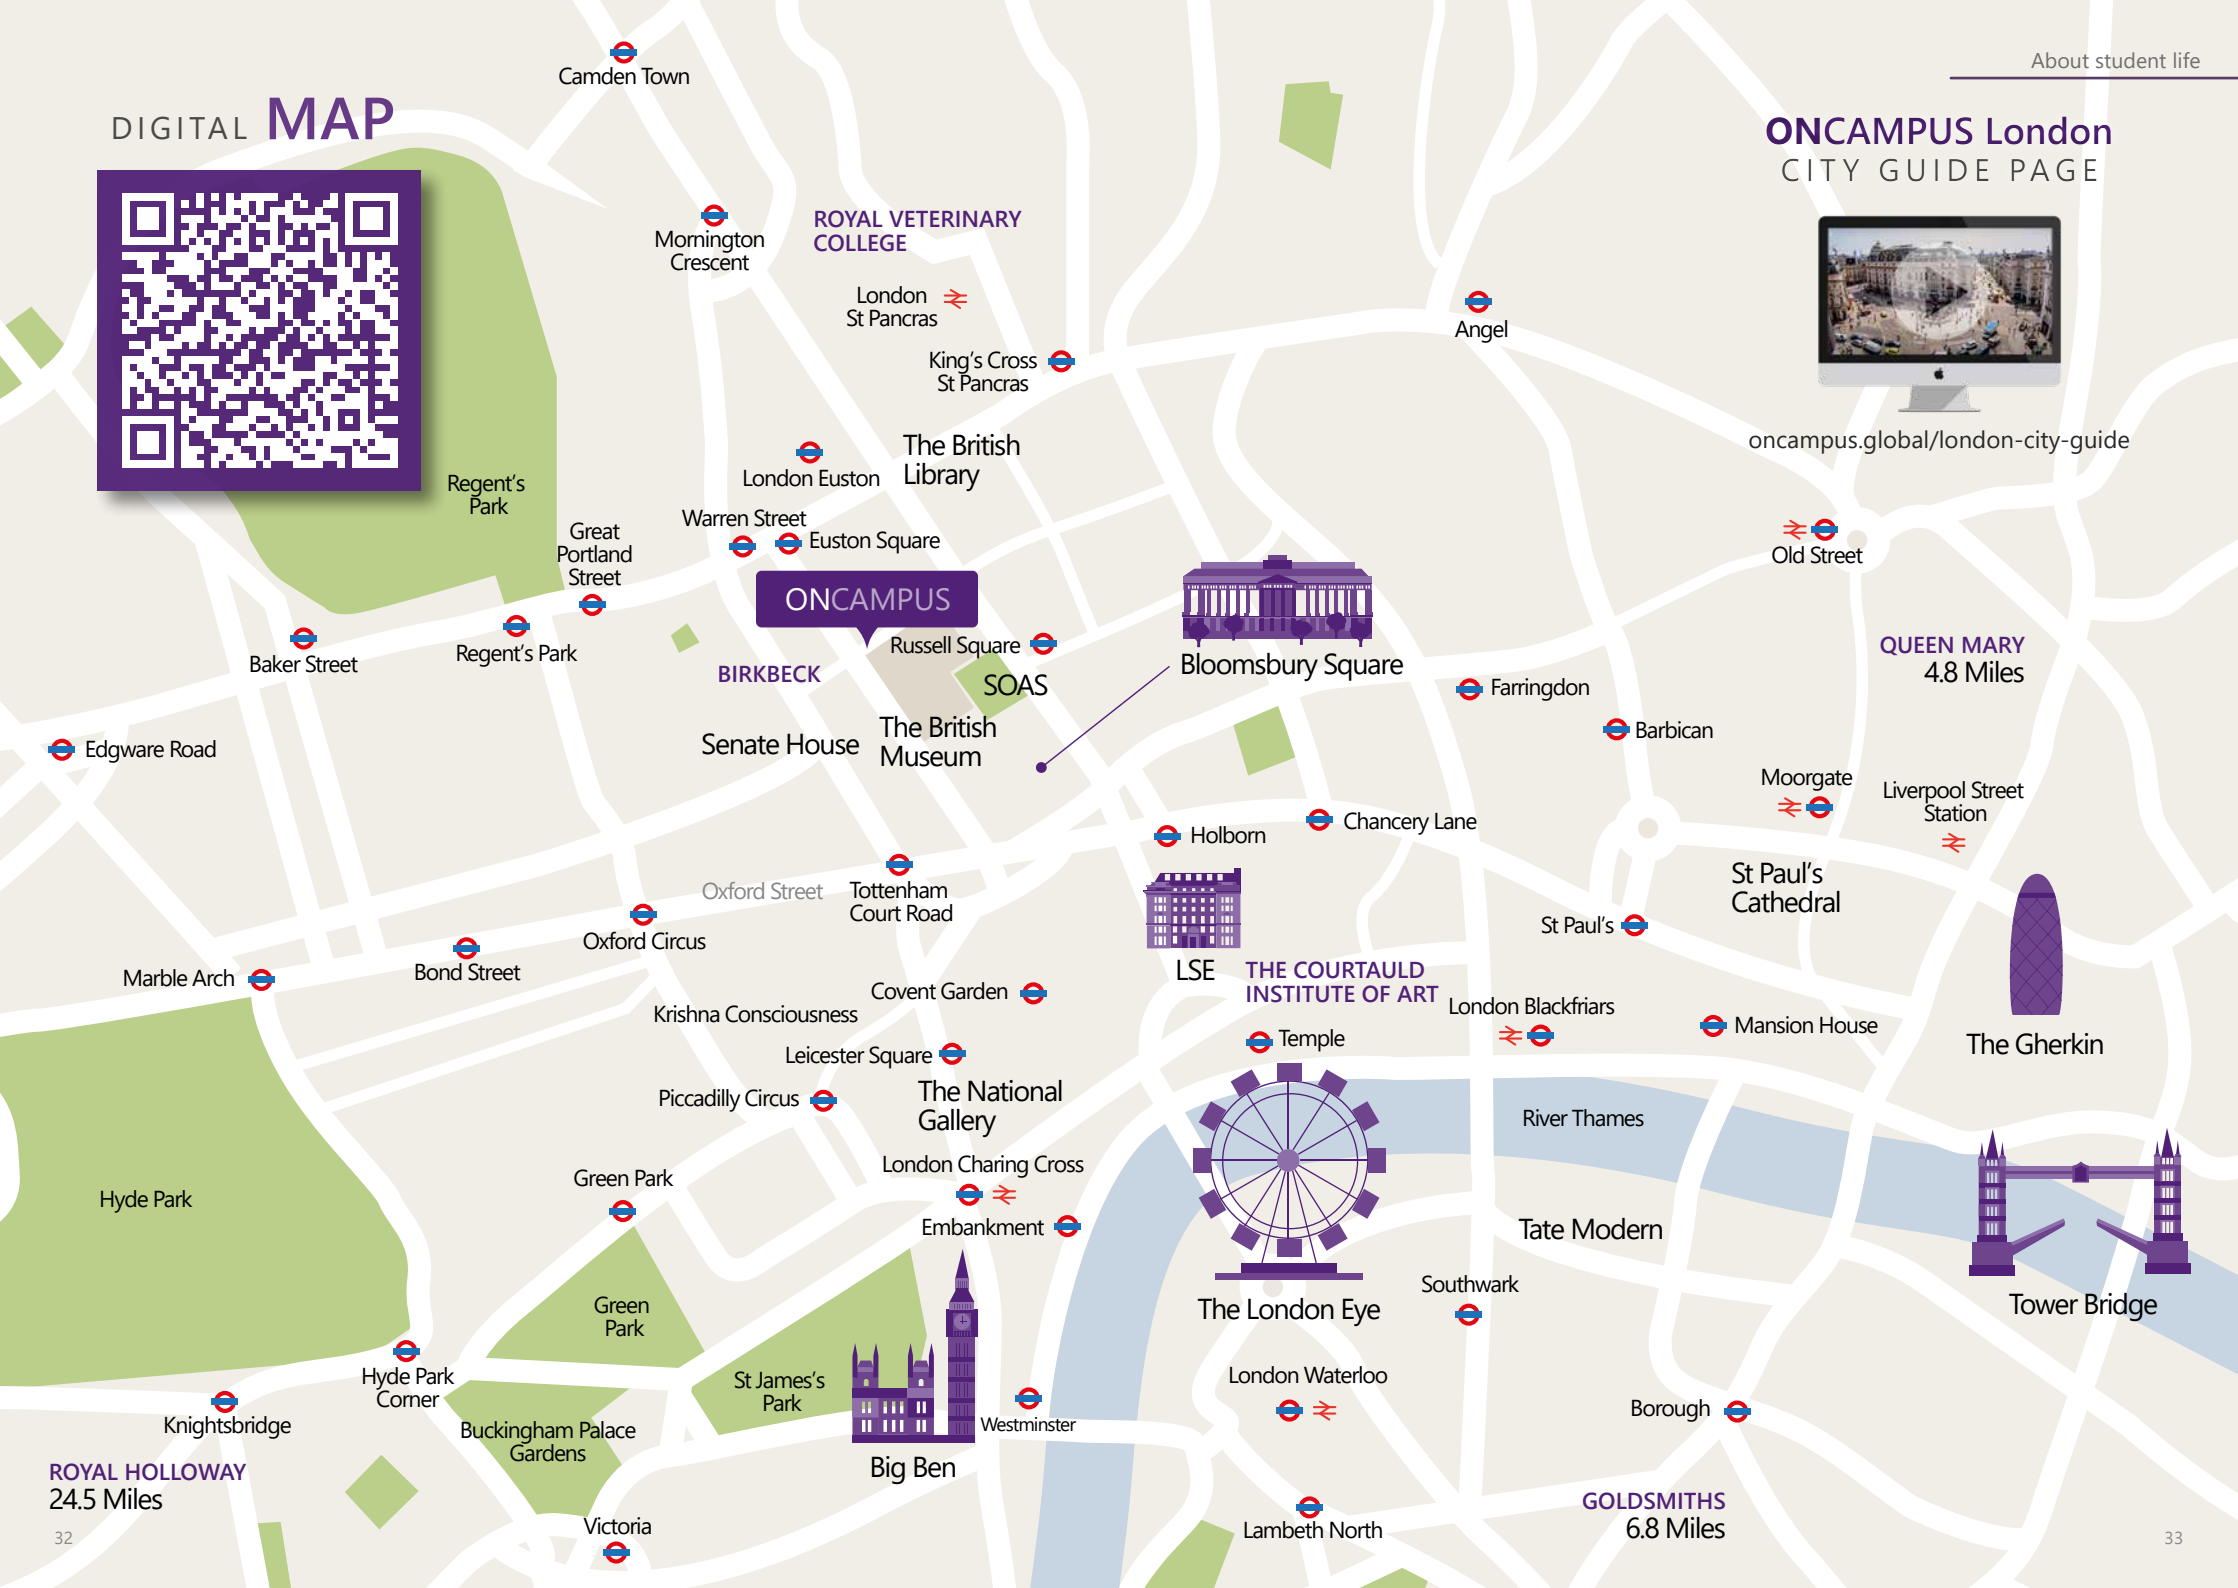 About student life
DIGITAL MAP
ONCAMPUS London
CITY GUIDE PAGE
oncampus.global/london-city-guide
Camden Town
Mornington
Crescent
ROYAL VETERINARY
COLLEGE
London
St Pancras
King's Cross
St Pancras
Angel
The British
Library
London Euston
Warren Street
Euston Square
Regent's
Park
Great
Portland
Street
Old Street
ONCAMPUS
Russell Square
Baker Street
Regent's Park
BIRKBECK
SOAS
Bloomsbury Square
QUEEN MARY
4.8 Miles
Farringdon
Barbican
Edgware Road
Senate House
The British
Museum
Moorgate
Liverpool Street
Station
Holborn
Chancery Lane
Oxford Street
Tottenham
Court Road
St Paul's
Cathedral
Oxford Circus
St Paul's
Marble Arch
Bond Street
LSE
THE COURTAULD
INSTITUTE OF ART
Covent Garden
Krishna Consciousness
London Blackfriars
Mansion House
Temple
The Gherkin
Leicester Square
Piccadilly Circus
The National
Gallery
River Thames
London Charing Cross
Green Park
Hyde Park
Embankment
Tate Modern
Southwark
Green
Park
The London Eye
Tower Bridge
Hyde Park
Corner
St James's
Park
London Waterloo
Borough
Knightsbridge
Buckingham Palace
Gardens
Westminster
Big Ben
ROYAL HOLLOWAY
24.5 Miles
Victoria
Lambeth North
GOLDSMITHS
6.8 Miles
32
33